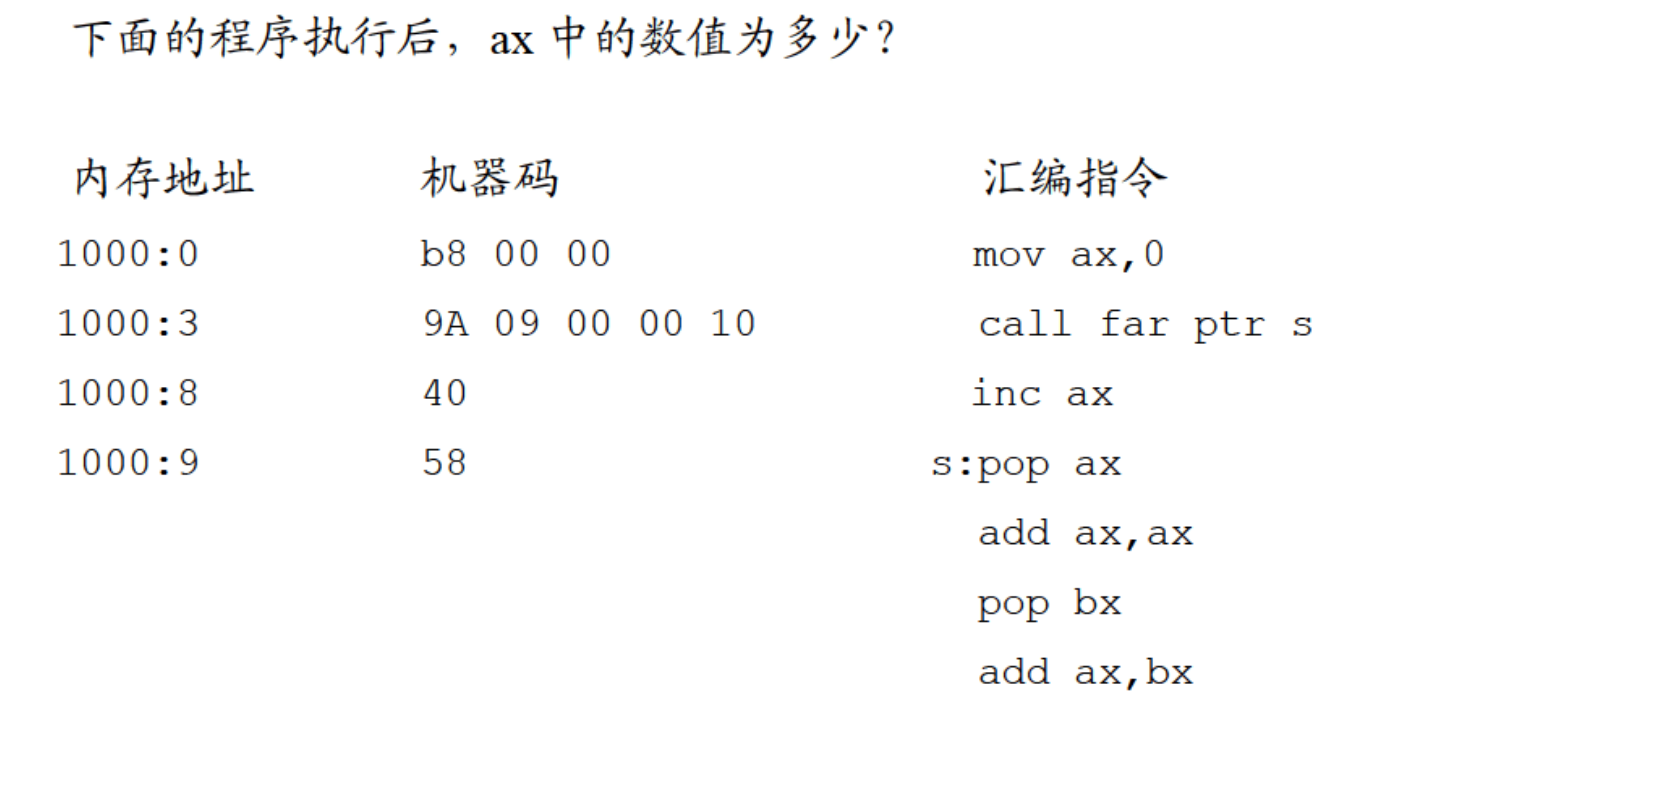 下面的程序执行后，ax 中的数值为多少？
内存地址 机器码 汇编指令
1000:0 b8 00 00 mov ax,0
1000:3 9A 09 00 00 10 call far ptr s
1000:8 40 inc ax
1000:9 58 s:pop ax
add ax,ax
pop bx
add ax,bx